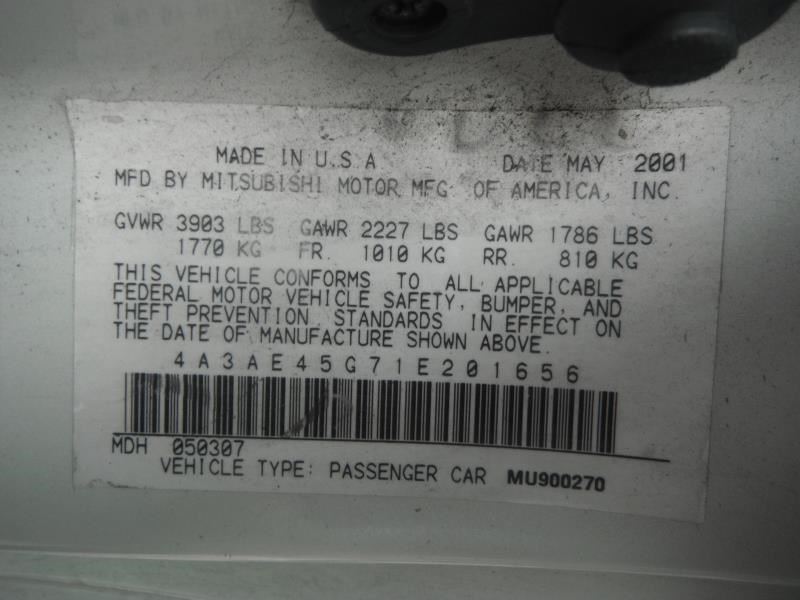 MADE IN U.S.A DATE MAY 2001
MFD BY MITSUBISHI MOTOR MFG OF AMERICA, INC.
GVWR 3903 LBS GAWR 2227 LBS GAWR 1786 LBS
1770 KG FR. 1010 KG RR. 810 KG
THIS VEHICLE CONFORMS TO ALL APPLICABLE
FEDERAL MOTOR VEHICLE SAFETY, BUMPER, AND
THEFT PREVENTION STANDARDS IN EFFECT ON
THE DATE OF MANUFACTURE SHOWN ABOVE.
4A3AE45G71E201656
MDH 050307
VEHICLE TYPE: PASSENGER CAR MU900270